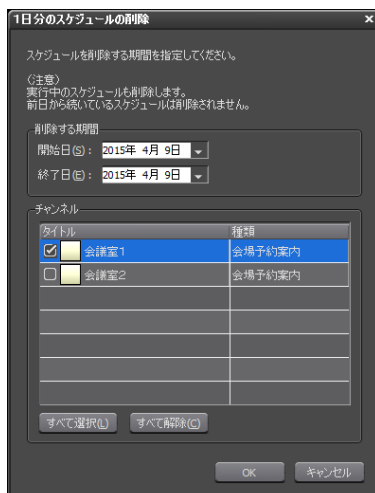 1日分のスケジュールの削除
スケジュールを削除する期間を指定してください。
(注意)
実行中のスケジュールも削除します。
前日から続いているスケジュールは削除されません。
削除する期間
開始日(S): 2015年 4月 9日
終了日(E): 2015年 4月 9日
チャンネル
タイトル 種類
会議室1 会場予約案内
会議室2 会場予約案内
すべて選択(L) すべて解除(C)
OK キャンセル